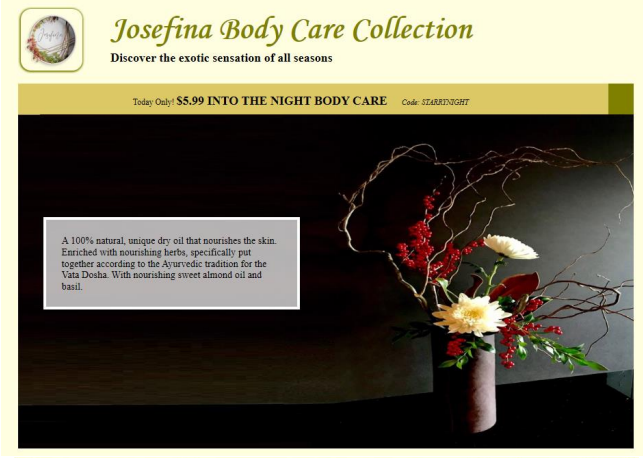 Josefina Body Care Collection
Discover the exotic sensation of all seasons
Today Only! $5.99 INTO THE NIGHT BODY CARE Code: STARRYNIGHT
A 100% natural, unique dry oil that nourishes the skin.
Enriched with nourishing herbs, specifically put
together according to the Ayurvedic tradition for the
Vata Dosha. With nourishing sweet almond oil and
basil.